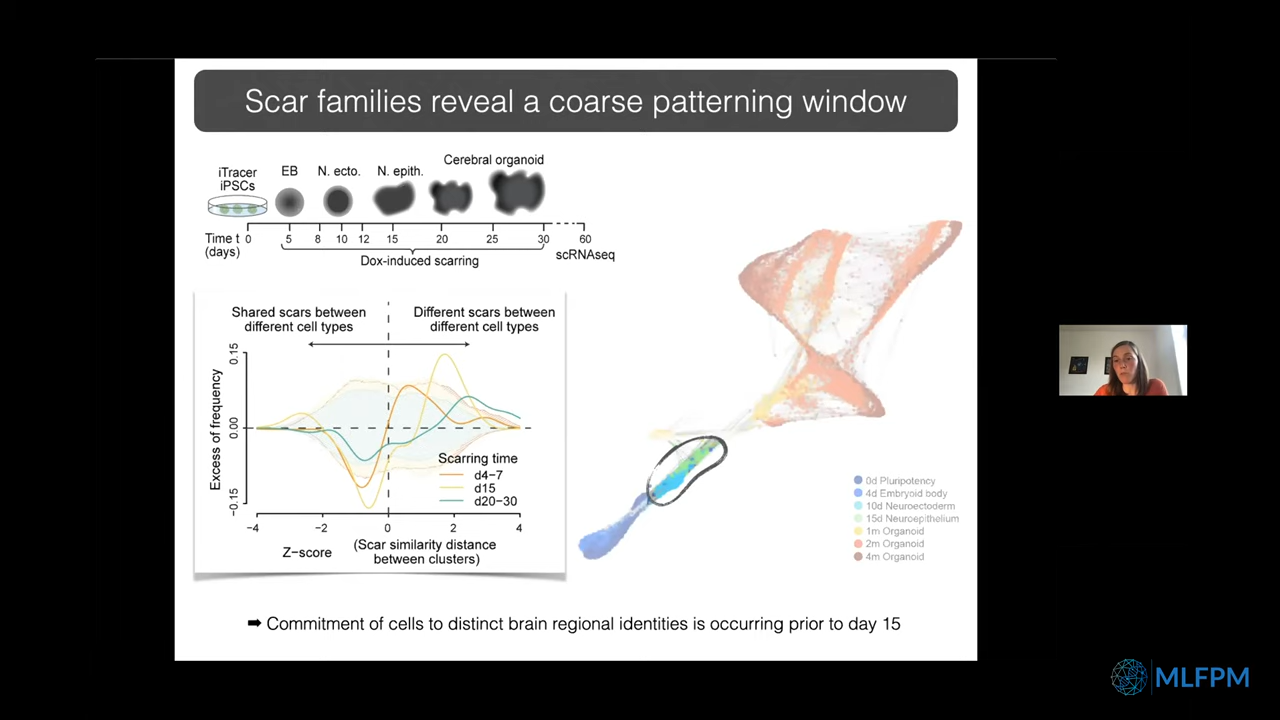 Scar families reveal a coarse patterning window
iTracer
iPSCs
EB
N. ecto.
N. epith.
Cerebral organoid
Time t
(days)
0 5 8 10 12 15 20 25 30 60
Dox-induced scarring
scRNAseq
Shared scars between
different cell types
Different scars between
different cell types
Excess of frequency
0.15
0.00
−0.15
Scarring time
d4−7
d15
d20−30
−4 −2 0 2 4
Z−score
(Scar similarity distance
between clusters)
0d Pluripotency
4d Embryoid body
10d Neuroectoderm
15d Neuroepithelium
1m Organoid
2m Organoid
4m Organoid
➡ Commitment of cells to distinct brain regional identities is occurring prior to day 15
MLFPM